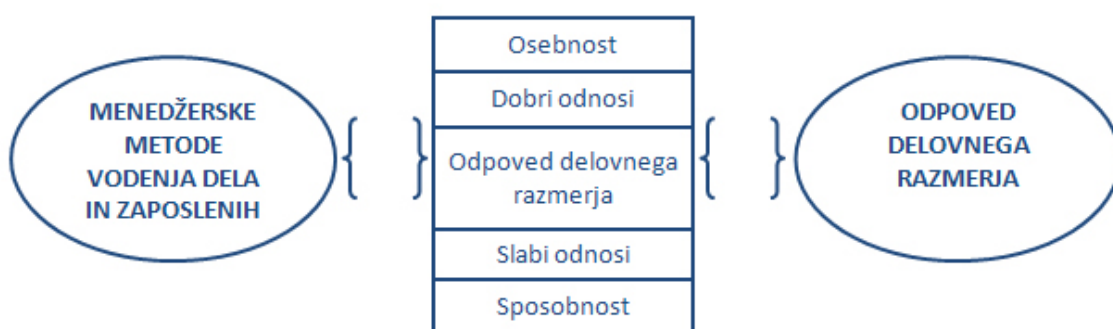 MENEDŽERSKE
METODE
VODENJA DELA
IN ZAPOSLENIH
Osebnost
Dobri odnosi
Odpoved delovnega
razmerja
Slabi odnosi
Sposobnost
ODPOVED
DELOVNEGA
RAZMERJA